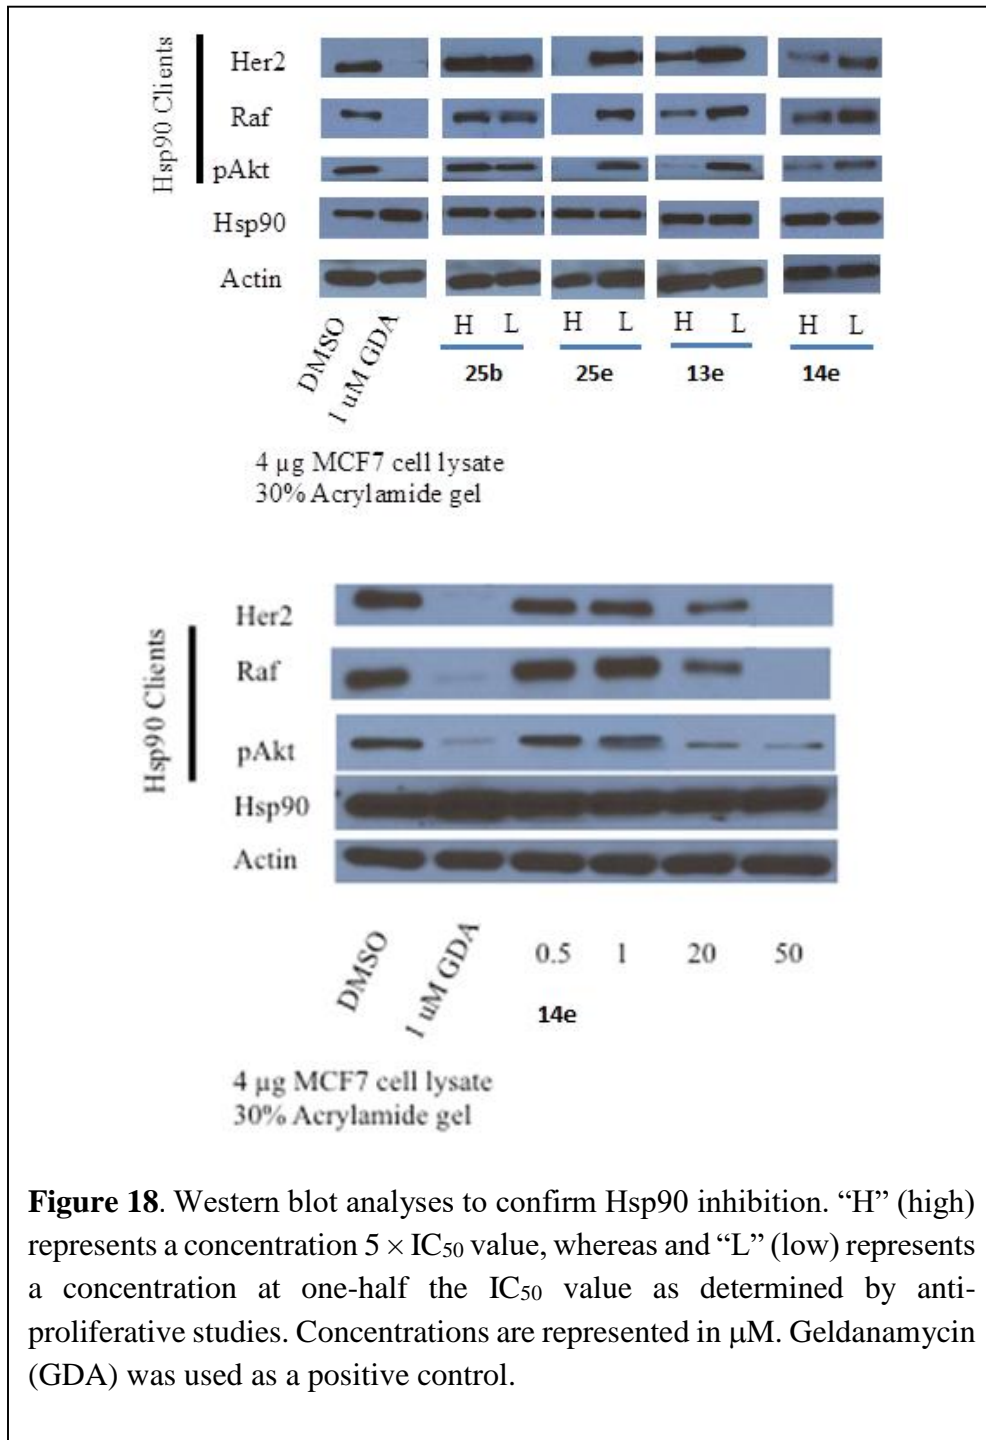 Hsp90 Clients
Her2
Raf
pAkt
Hsp90
Actin
DMSO
1 uM GDA
H L H L H L H L
25b 25e 13e 14e
4 µg MCF7 cell lysate
30% Acrylamide gel
Hsp90 Clients
Her2
Raf
pAkt
Hsp90
Actin
DMSO
1 uM GDA
0.5 1 20 50
14e
4 µg MCF7 cell lysate
30% Acrylamide gel
Figure 18. Western blot analyses to confirm Hsp90 inhibition. “H” (high)
represents a concentration 5 × IC50 value, whereas and “L” (low) represents
a concentration at one-half the IC50 value as determined by anti-
proliferative studies. Concentrations are represented in µM. Geldanamycin
(GDA) was used as a positive control.